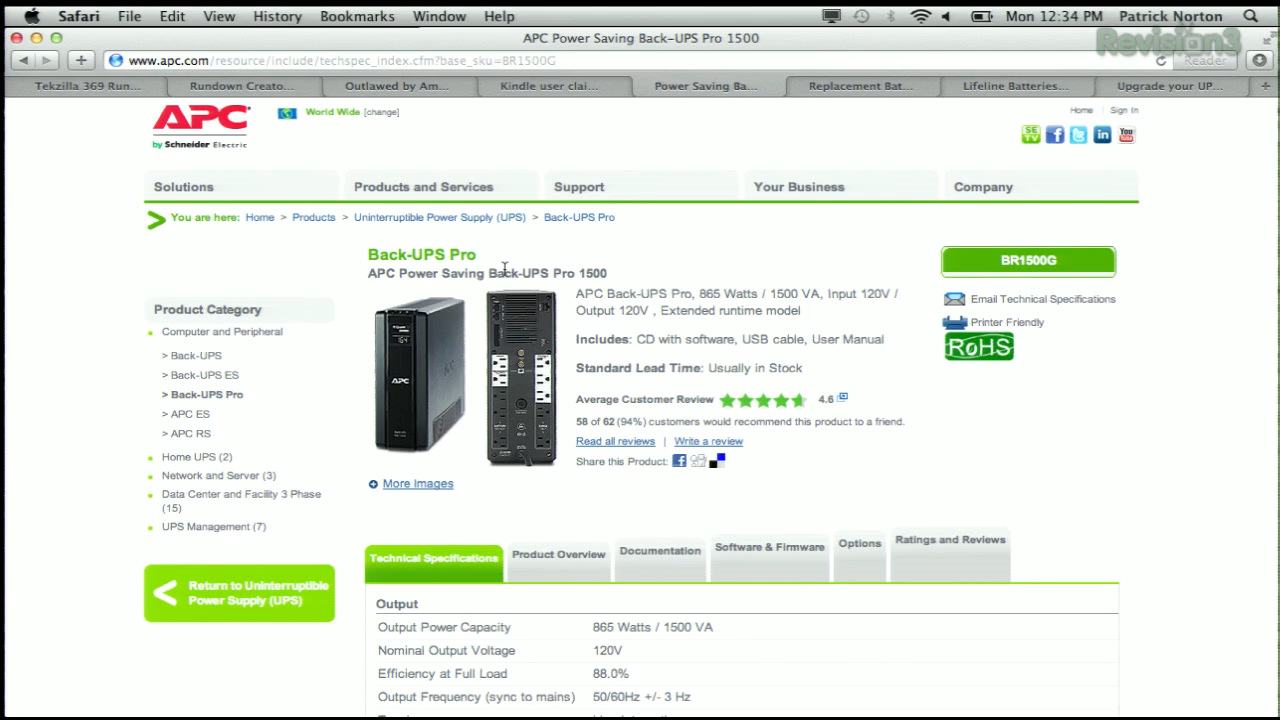 Safari File Edit View History Bookmarks Window Help Mon 12:34 PM Patrick Norton
Revision3
APC Power Saving Back-UPS Pro 1500
www.apc.com/resource/include/techspec_index.cfm?base_sku=BR1500G Reader
Tekzilla 369 Run... Rundown Creato... Outlawed by Am... Kindle user clai... Power Saving Ba... Replacement Bat... Lifeline Batteries... Upgrade your UP...
APC
by Schneider Electric
World Wide [change]
Home Sign In
SE TV You Tube
Solutions Products and Services Support Your Business Company
You are here: Home > Products > Uninterruptible Power Supply (UPS) > Back-UPS Pro
Back-UPS Pro
APC Power Saving Back-UPS Pro 1500
BR1500G
APC Back-UPS Pro, 865 Watts / 1500 VA, Input 120V /
Output 120V , Extended runtime model
Includes: CD with software, USB cable, User Manual
Standard Lead Time: Usually in Stock
Average Customer Review 4.6
58 of 62 (94%) customers would recommend this product to a friend.
Read all reviews | Write a review
Share this Product:
More Images
Email Technical Specifications
Printer Friendly
RoHS
Product Category
Computer and Peripheral
> Back-UPS
> Back-UPS ES
> Back-UPS Pro
> APC ES
> APC RS
Home UPS (2)
Network and Server (3)
Data Center and Facility 3 Phase
(15)
UPS Management (7)
Return to Uninterruptible
Power Supply (UPS)
APC
Technical Specifications Product Overview Documentation Software & Firmware Options Ratings and Reviews
Output
Output Power Capacity 865 Watts / 1500 VA
Nominal Output Voltage 120V
Efficiency at Full Load 88.0%
Output Frequency (sync to mains) 50/60Hz +/- 3 Hz